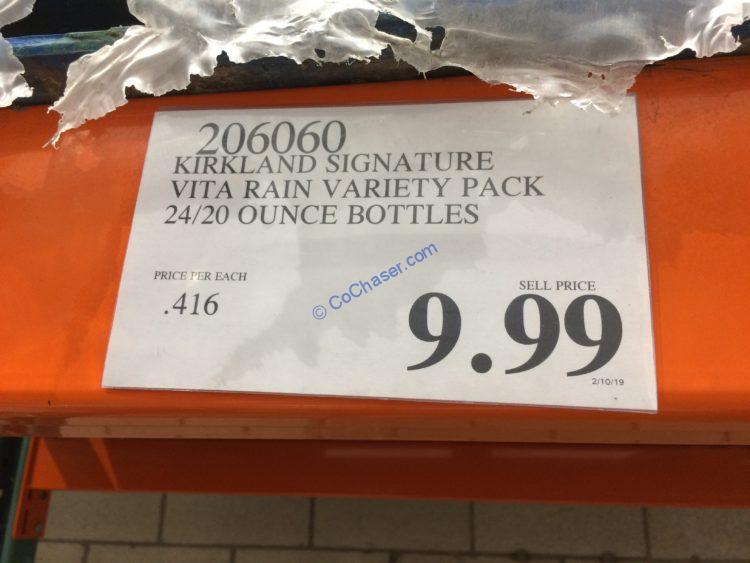 206060
KIRKLAND SIGNATURE
VITA RAIN VARIETY PACK
24/20 OUNCE BOTTLES
PRICE PER EACH
.416
© CoChaser.com
SELL PRICE
9.99
2/10/19